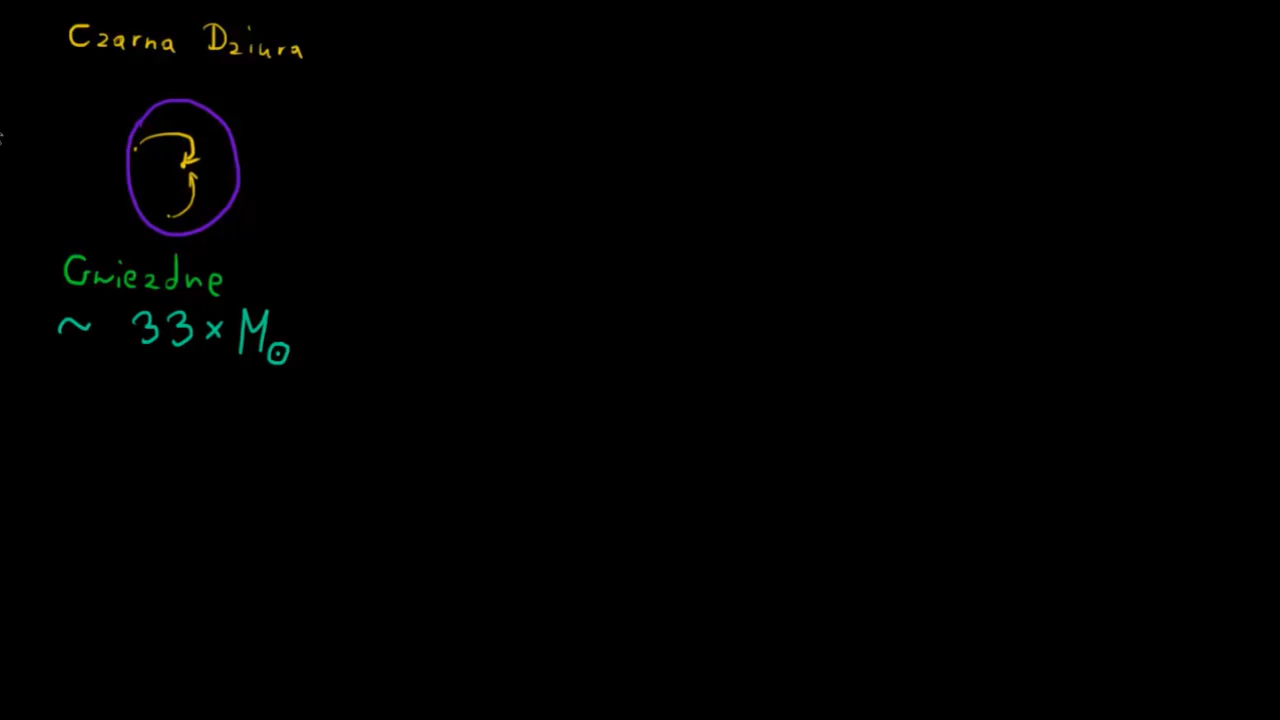 Czarna Dziura
Gwiezdne
~ 33 × M☉